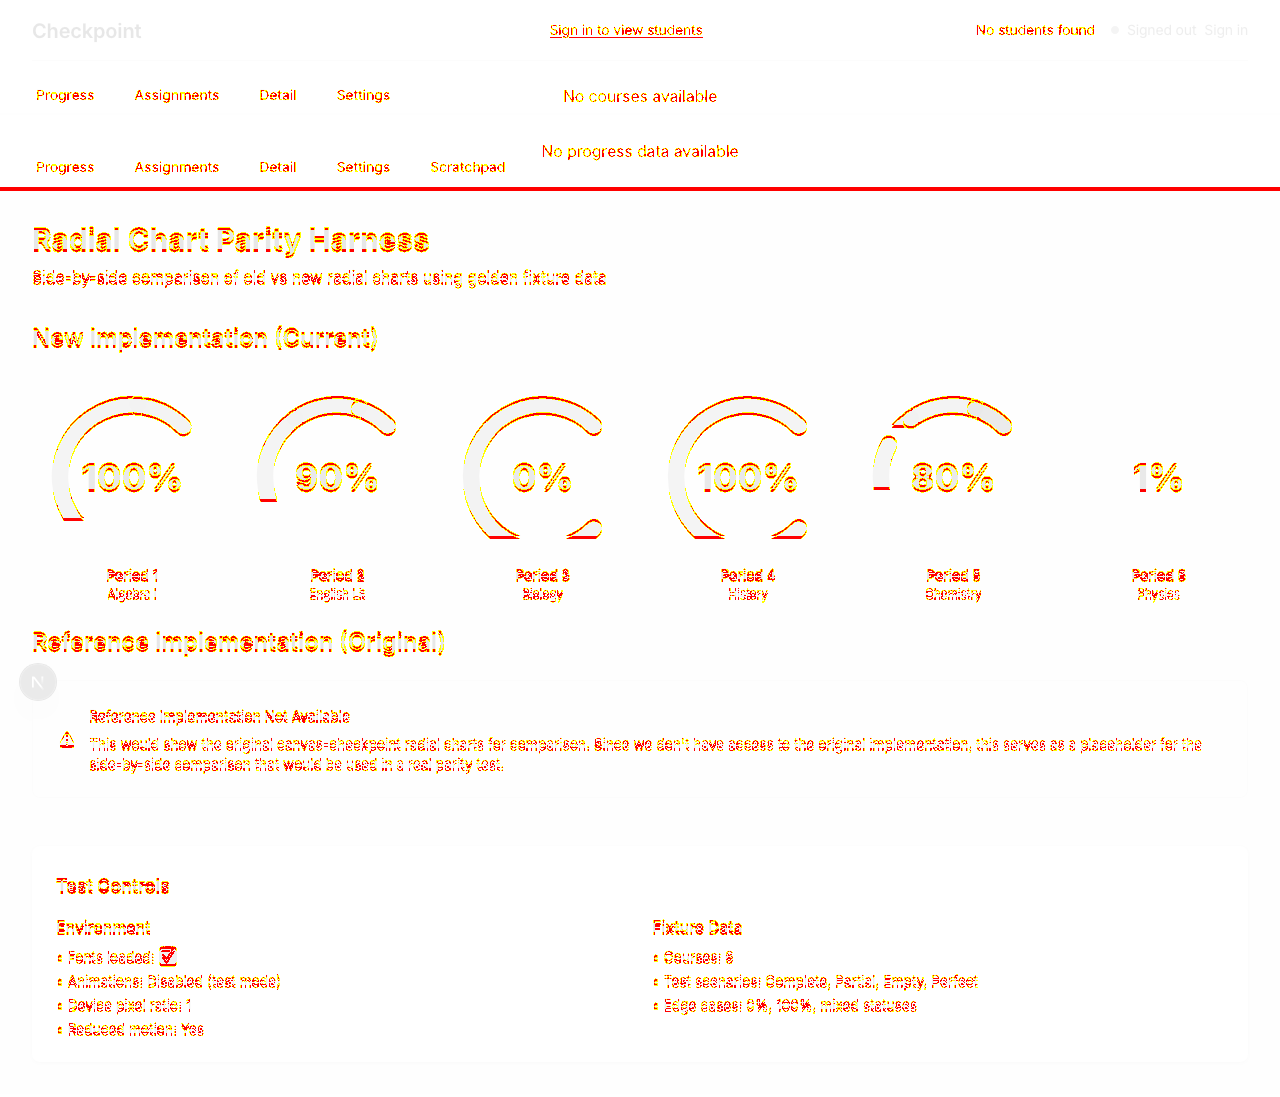 Checkpoint
Sign in to view students
No students found
Signed out Sign in
Progress Assignments Detail Settings
No courses available
No progress data available
Progress Assignments Detail Settings Scratchpad
Radial Chart Parity Harness
Side-by-side comparison of old vs new radial charts using golden fixture data
New Implementation (Current)
100% 90% 0% 100% 80% 1%
Period 1 Period 2 Period 3 Period 4 Period 5 Period 6
Algebra I English 10 Biology History Chemistry Physics
Reference Implementation (Original)
N
Reference Implementation Not Available
This would show the original canvas-checkpoint radial charts for comparison. Since we don't have access to the original implementation, this serves as a placeholder for the
side-by-side comparison that would be used in a real parity test.
Test Controls
Environment
• Fonts loaded: ✅
• Animations: Disabled (test mode)
• Device pixel ratio: 1
• Reduced motion: Yes
Fixture Data
• Courses: 6
• Test scenarios: Complete, Partial, Empty, Perfect
• Edge cases: 0%, 100%, mixed statuses